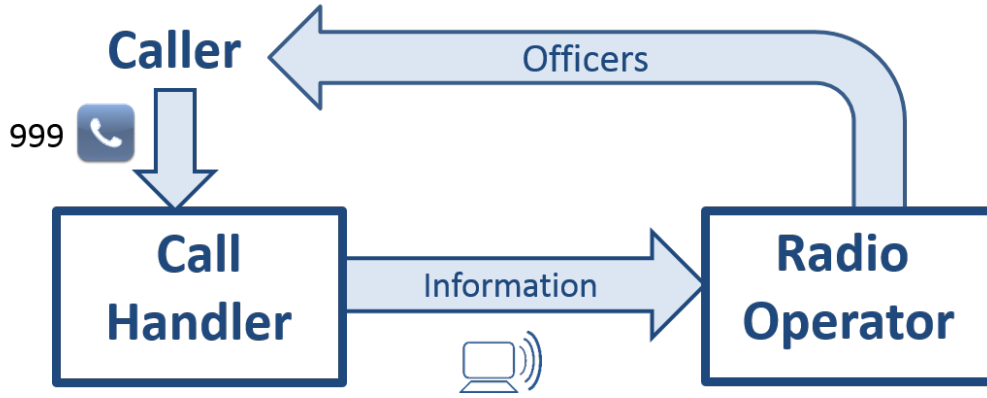 Caller
Officers
999
Call
Handler
Information
Radio
Operator